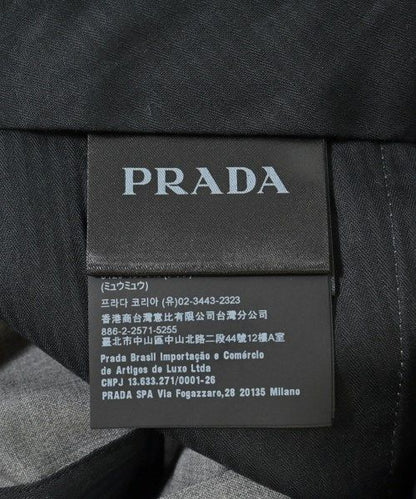 PRADA
(ミュウミュウ)
프라다 코리아 (유)02-3443-2323
香港商台灣意比有限公司台灣分公司
886-2-2571-5255
臺北市中山區中山北路二段44號12樓A室
Prada Brasil Importação e Comércio
de Artigos de Luxo Ltda
CNPJ 13.633.271/0001-26
PRADA SPA Via Fogazzaro,28 20135 Milano